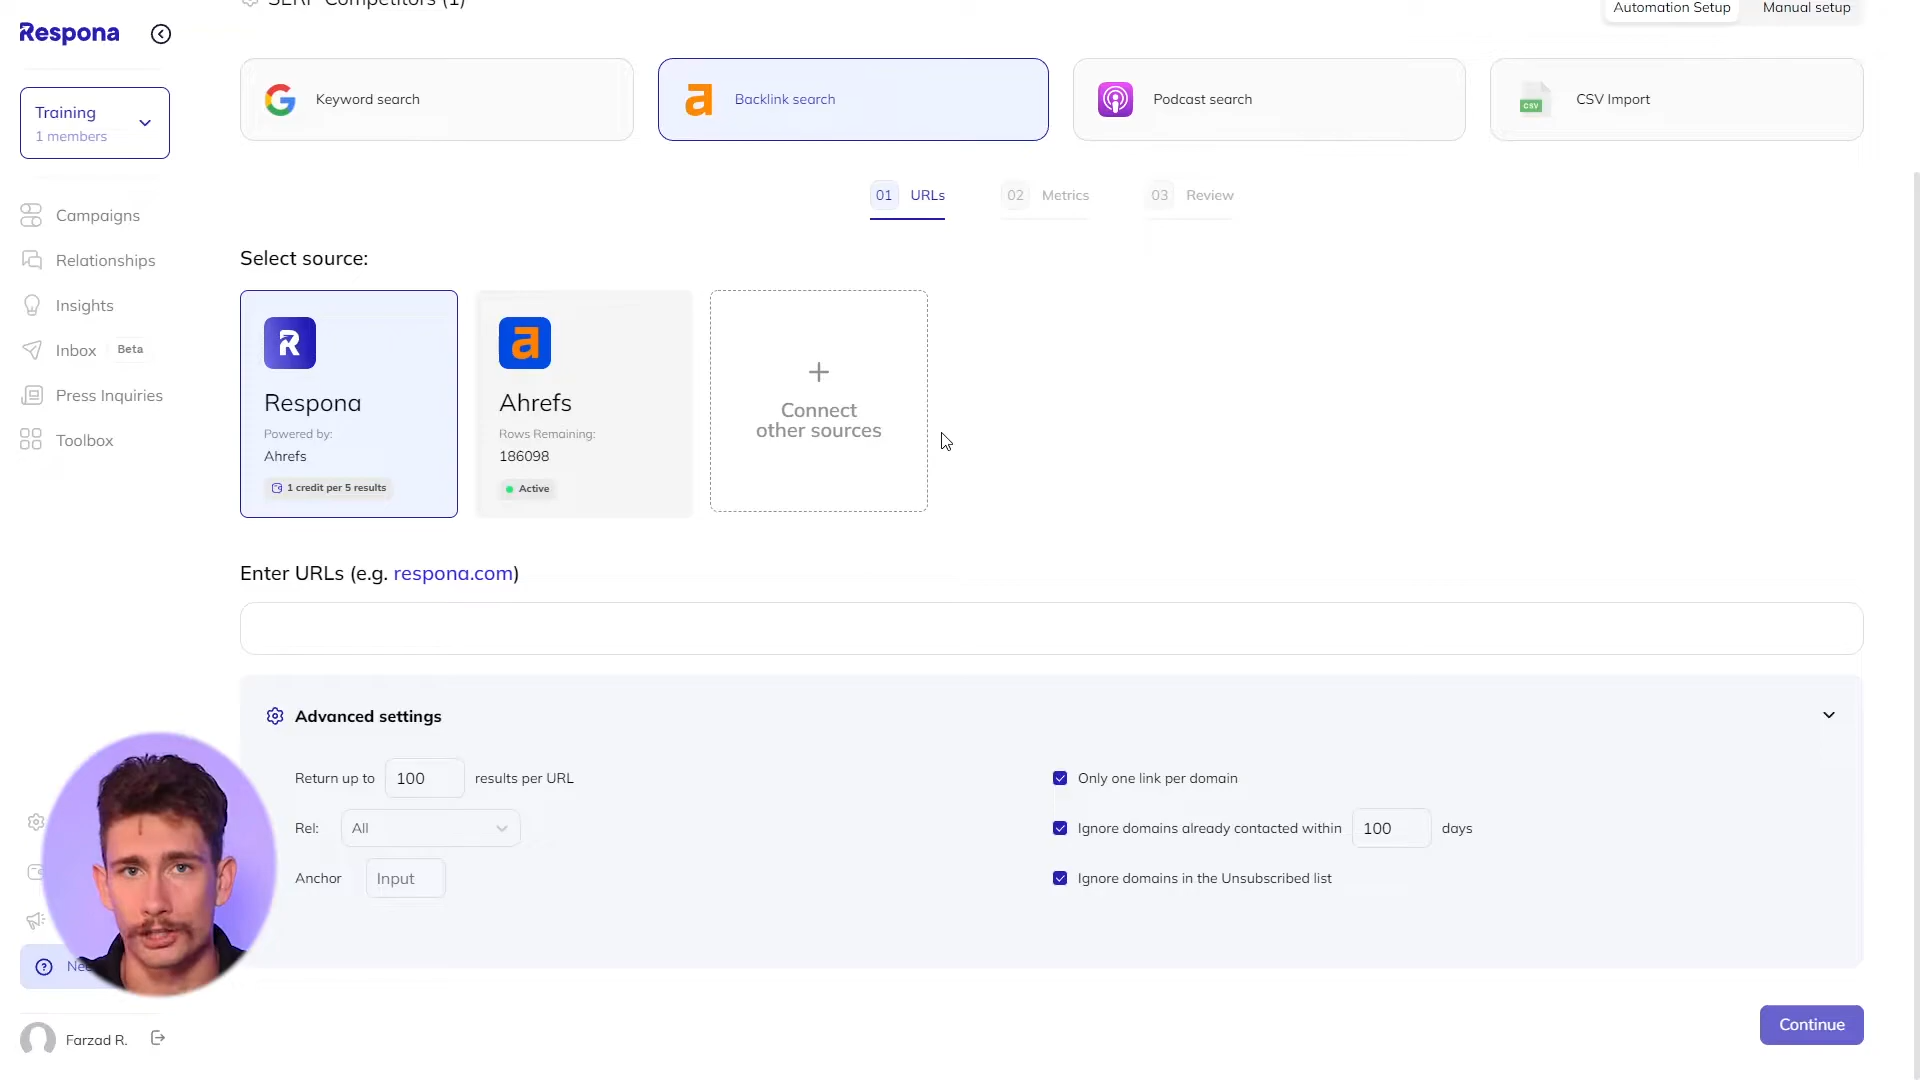 SERP Competitors (1)
Automation Setup
Manual setup
Respona
Training
1 members
Keyword search
a
Backlink search
Podcast search
CSV
CSV Import
01 URLs
02 Metrics
03 Review
Campaigns
Relationships
Insights
Inbox Beta
Press Inquiries
Toolbox
Select source:
R
Respona
Powered by:
Ahrefs
1 credit per 5 results
a
Ahrefs
Rows Remaining:
186098
Active
+
Connect
other sources
Enter URLs (e.g. respona.com)
Advanced settings
Return up to 100 results per URL
Rel: All
Anchor Input
Only one link per domain
Ignore domains already contacted within 100 days
Ignore domains in the Unsubscribed list
Farzad R.
Continue